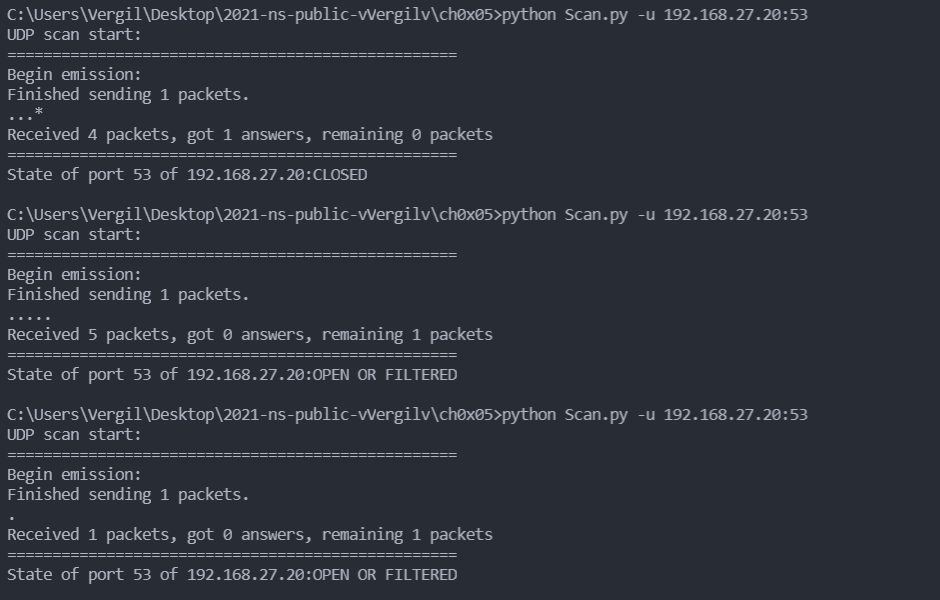 C:\Users\Vergil\Desktop\2021-ns-public-vVergilv\ch0x05>python Scan.py -u 192.168.27.20:53
UDP scan start:
==================================================
Begin emission:
Finished sending 1 packets.
...*
Received 4 packets, got 1 answers, remaining 0 packets
==================================================
State of port 53 of 192.168.27.20:CLOSED

C:\Users\Vergil\Desktop\2021-ns-public-vVergilv\ch0x05>python Scan.py -u 192.168.27.20:53
UDP scan start:
==================================================
Begin emission:
Finished sending 1 packets.
.....
Received 5 packets, got 0 answers, remaining 1 packets
==================================================
State of port 53 of 192.168.27.20:OPEN OR FILTERED

C:\Users\Vergil\Desktop\2021-ns-public-vVergilv\ch0x05>python Scan.py -u 192.168.27.20:53
UDP scan start:
==================================================
Begin emission:
Finished sending 1 packets.
.
Received 1 packets, got 0 answers, remaining 1 packets
==================================================
State of port 53 of 192.168.27.20:OPEN OR FILTERED